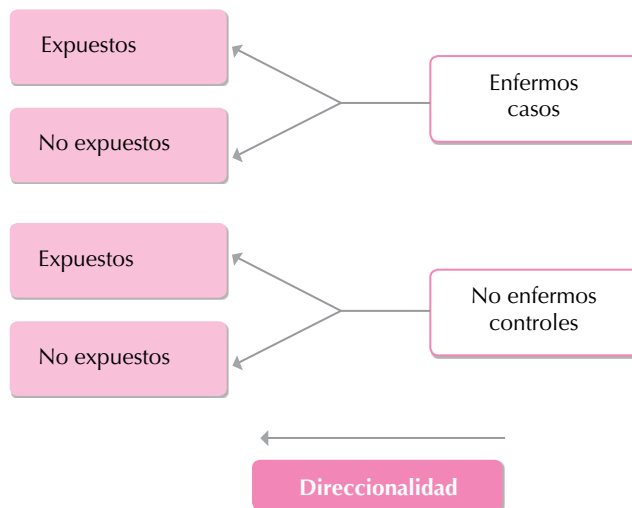 Expuestos
Enfermos
casos
No expuestos
Expuestos
No enfermos
controles
No expuestos
Direccionalidad